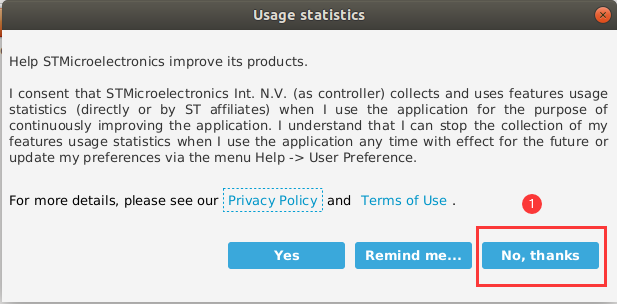 Usage statistics
Help STMicroelectronics improve its products.
I consent that STMicroelectronics Int. N.V. (as controller) collects and uses features usage
statistics (directly or by ST affiliates) when I use the application for the purpose of
continuously improving the application. I understand that I can stop the collection of my
features usage statistics when I use the application any time with effect for the future or
update my preferences via the menu Help -> User Preference.
For more details, please see our Privacy Policy and Terms of Use .
1
Yes Remind me... No, thanks